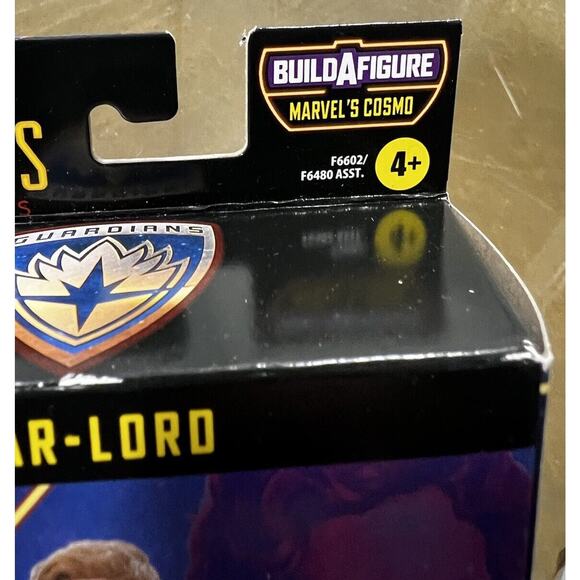 BUILDAFIGURE
MARVEL'S COSMO
F6602/
F6480 ASST.
4+
S
S
GUARDIANS
AR-LORD